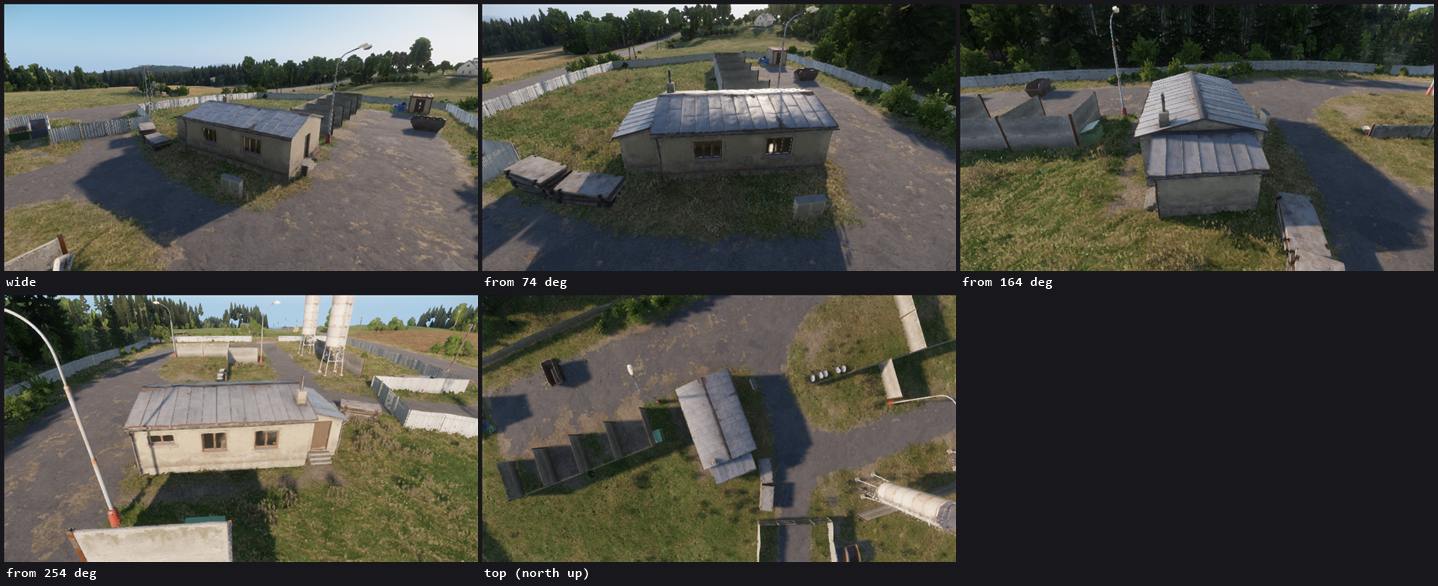 wide
from 74 deg
from 164 deg
from 254 deg
top (north up)